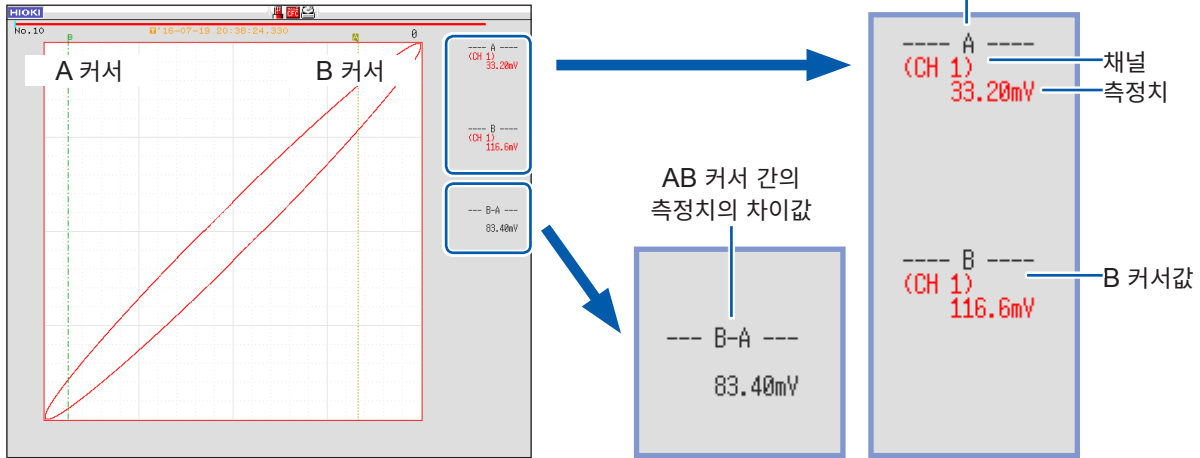 HIOKI
No.10
'16-07-19 20:38:24.330
B
A
0
A 커서
B 커서
---- A ----
(CH 1)
33.20mV
---- B ----
(CH 1)
116.6mV
--- B-A ---
83.40mV
AB 커서 간의
측정치의 차이값
--- B-A ---
83.40mV
---- A ----
(CH 1)
33.20mV
채널
측정치
---- B ----
(CH 1)
116.6mV
B 커서값